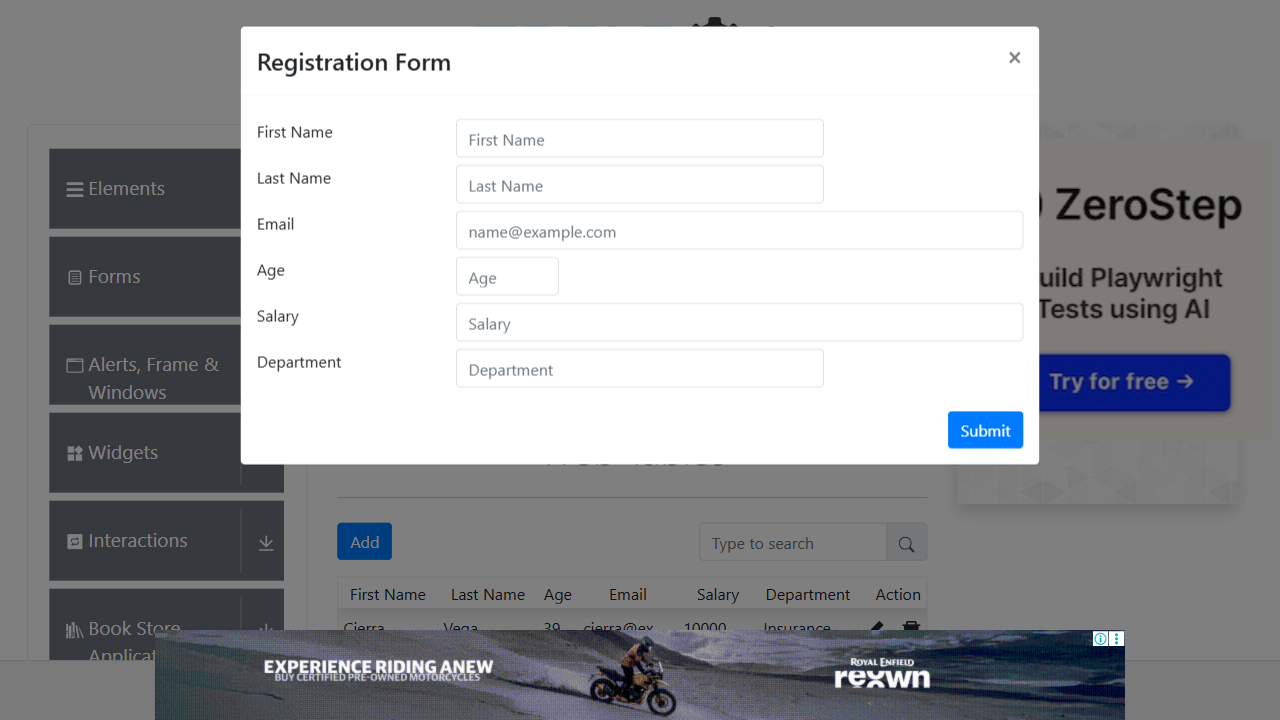 Registration Form
×
First Name
First Name
Last Name
Last Name
Email
name@example.com
Age
Age
Salary
Salary
Department
Department
Submit
Elements
Forms
Alerts, Frame &
Windows
Widgets
Interactions
Book Store
ZeroStep
uild Playwright
Tests using AI
Try for free →
Add
Type to search
First Name Last Name Age Email Salary Department Action
Cierra Vega 39 cierra@ex 10000 Insurance
EXPERIENCE RIDING ANEW
BUY CERTIFIED PRE-OWNED MOTORCYCLES
ROYAL ENFIELD
rexwn